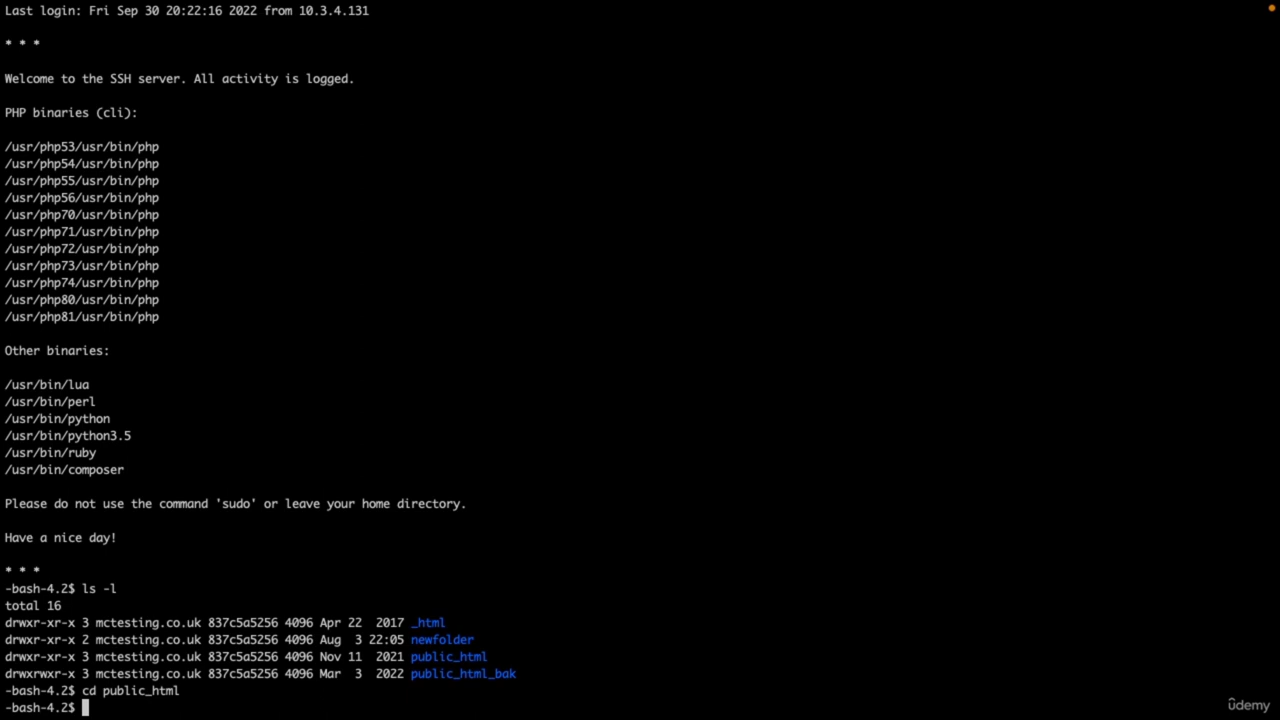 Last login: Fri Sep 30 20:22:16 2022 from 10.3.4.131
* * *
Welcome to the SSH server. All activity is logged.
PHP binaries (cli):
/usr/php53/usr/bin/php
/usr/php54/usr/bin/php
/usr/php55/usr/bin/php
/usr/php56/usr/bin/php
/usr/php70/usr/bin/php
/usr/php71/usr/bin/php
/usr/php72/usr/bin/php
/usr/php73/usr/bin/php
/usr/php74/usr/bin/php
/usr/php80/usr/bin/php
/usr/php81/usr/bin/php
Other binaries:
/usr/bin/lua
/usr/bin/perl
/usr/bin/python
/usr/bin/python3.5
/usr/bin/ruby
/usr/bin/composer
Please do not use the command 'sudo' or leave your home directory.
Have a nice day!
* * *
-bash-4.2$ ls -l
total 16
drwxr-xr-x 3 mctesting.co.uk 837c5a5256 4096 Apr 22  2017 _html
drwxr-xr-x 2 mctesting.co.uk 837c5a5256 4096 Aug  3 22:05 newfolder
drwxr-xr-x 3 mctesting.co.uk 837c5a5256 4096 Nov 11  2021 public_html
drwxrwxr-x 3 mctesting.co.uk 837c5a5256 4096 Mar  3  2022 public_html_bak
-bash-4.2$ cd public_html
-bash-4.2$
ûdemy